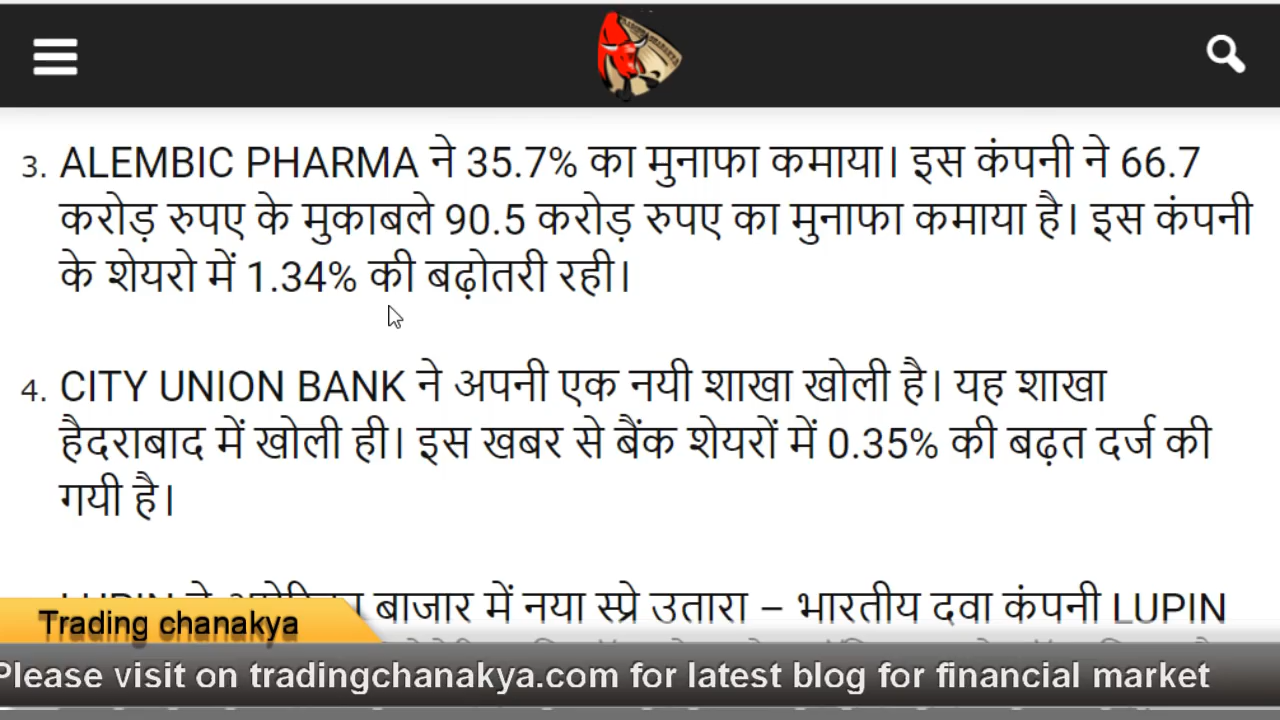 3. ALEMBIC PHARMA ने 35.7% का मुनाफा कमाया। इस कंपनी ने 66.7
करोड़ रुपए के मुकाबले 90.5 करोड़ रुपए का मुनाफा कमाया है। इस कंपनी
के शेयरो में 1.34% की बढ़ोतरी रही।
4. CITY UNION BANK ने अपनी एक नयी शाखा खोली है। यह शाखा
हैदराबाद में खोली ही। इस खबर से बैंक शेयरों में 0.35% की बढ़त दर्ज की
गयी है।
LUPIN ने बाजार में नया स्प्रे उतारा – भारतीय दवा कंपनी LUPIN
Trading chanakya
Please visit on tradingchanakya.com for latest blog for financial market